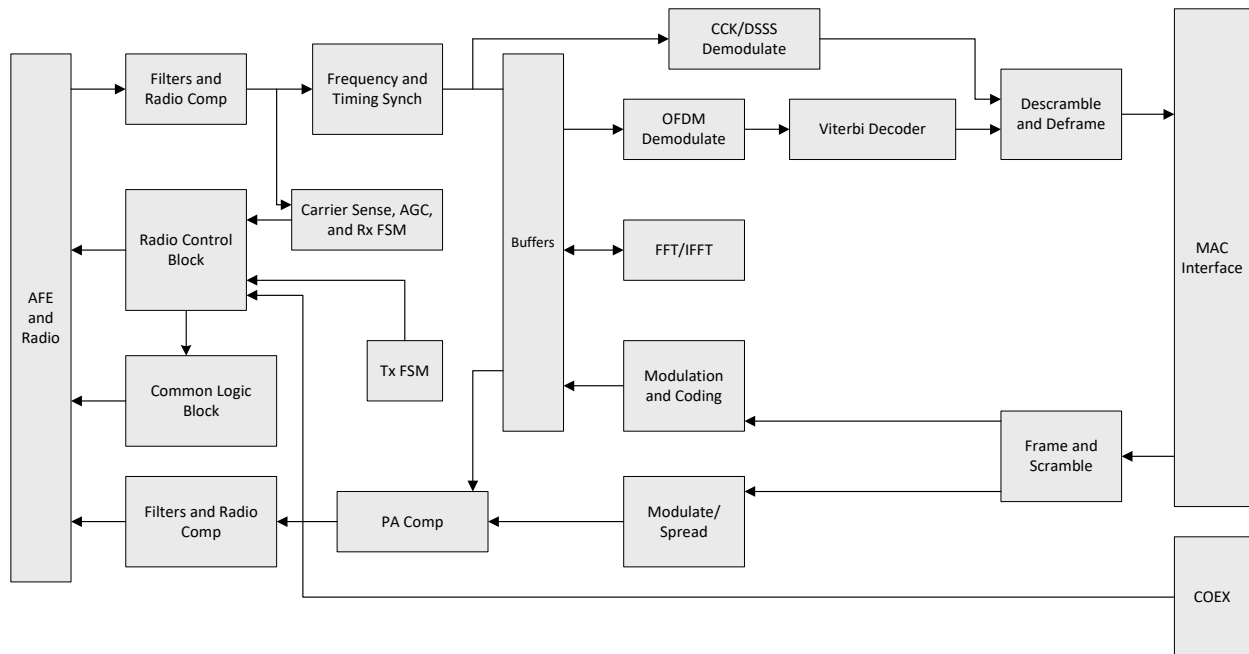 CCK/DSSS
Demodulate
Filters and
Radio Comp
Frequency and
Timing Synch
Descramble
and Deframe
OFDM
Demodulate
Viterbi Decoder
Carrier Sense, AGC,
and Rx FSM
Radio Control
Block
Buffers
FFT/IFFT
MAC
Interface
AFE
and
Radio
Tx FSM
Common Logic
Block
Modulation
and Coding
Frame and
Scramble
Filters and Radio
Comp
PA Comp
Modulate/
Spread
COEX